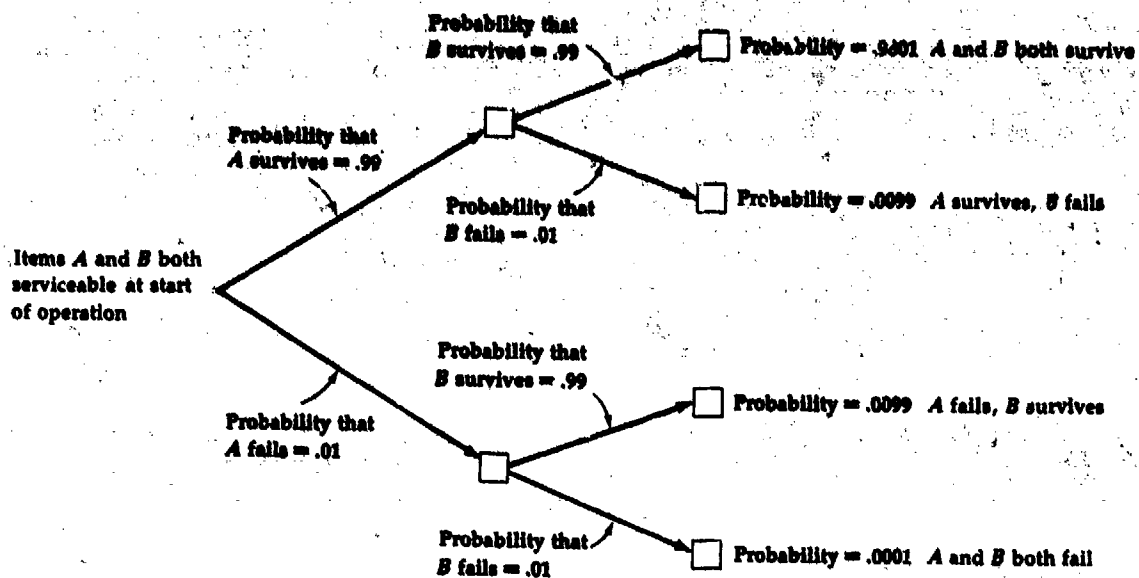 Probability that
B survives = .99
Probability = .9801 A and B both survive
Probability that
A survives = .99
Probability = .0099 A survives, B fails
Probability that
B fails = .01
Items A and B both
serviceable at start
of operation
Probability that
B survives = .99
Probability = .0099 A fails, B survives
Probability that
A fails = .01
Probability that
B fails = .01
Probability = .0001 A and B both fail